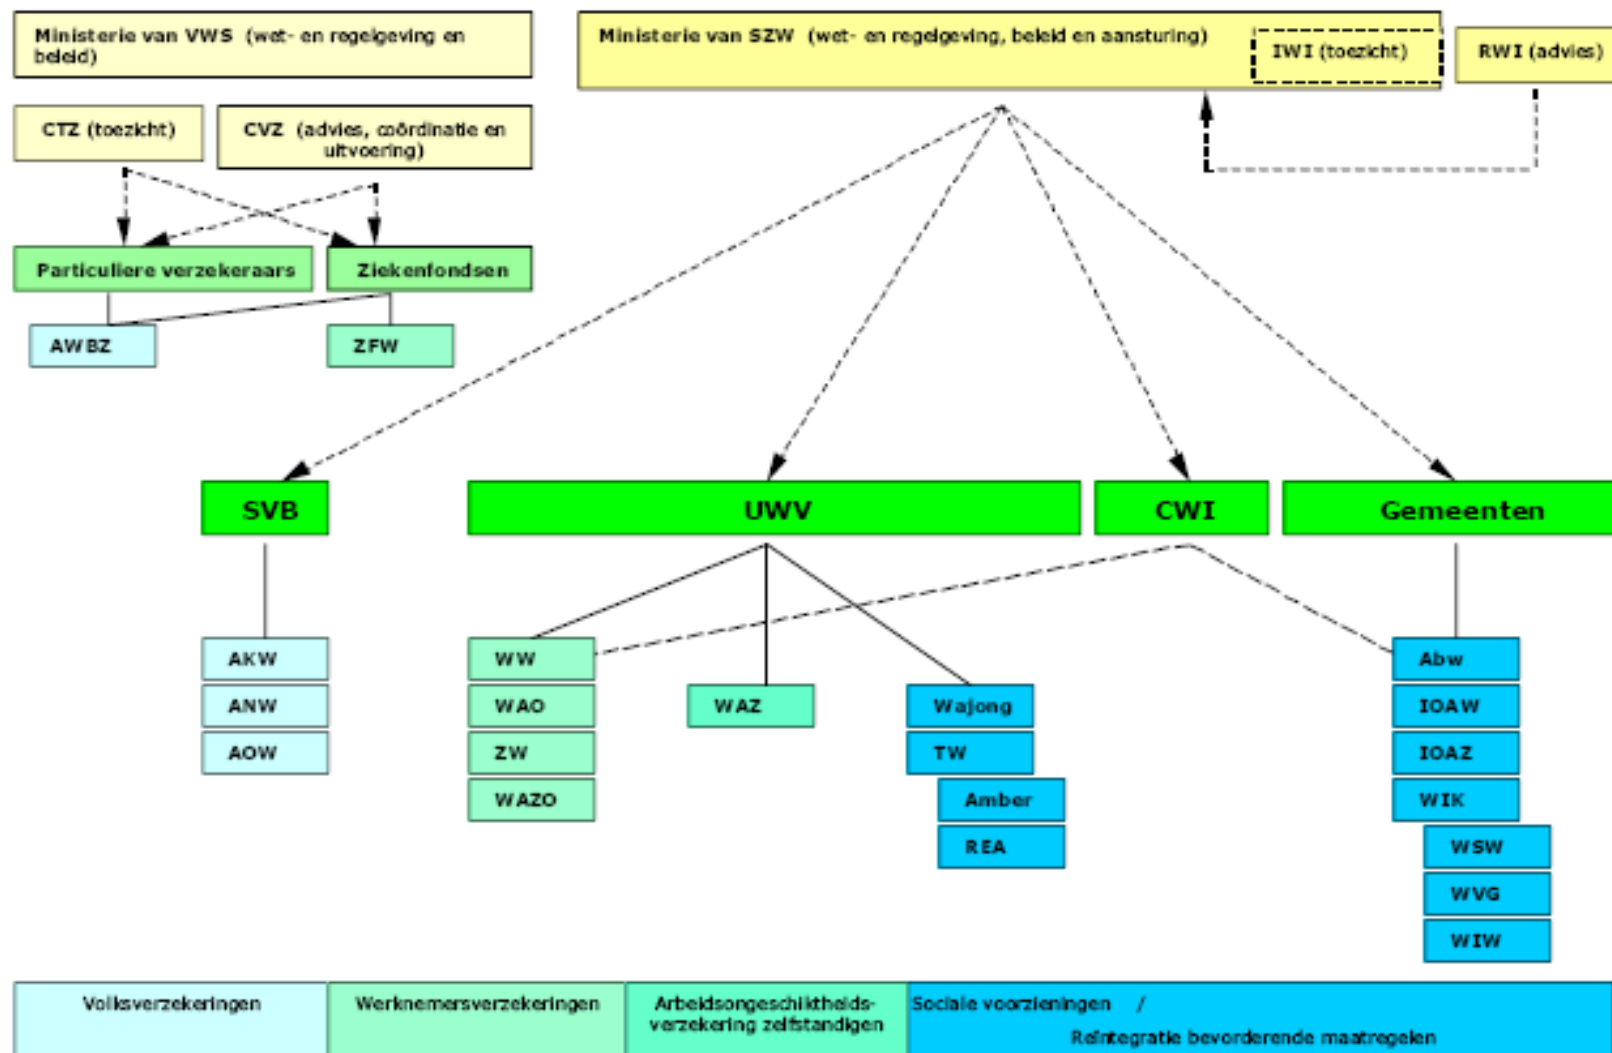 Ministerie van VWS (wet- en regelgeving en
beleid)
Ministerie van SZW (wet- en regelgeving, beleid en aansturing)
IWI (toezicht)
RWI (advies)
CTZ (toezicht)
CVZ (advies, coördinatie en
uitvoering)
Particuliere verzekeraars
Ziekenfondsen
AWBZ
ZFW
SVB
UWV
CWI
Gemeenten
AKW
ANW
AOW
WW
WAO
ZW
WAZO
WAZ
Wajong
TW
Amber
REA
Abw
IOAW
IOAZ
WIK
WSW
WVG
WIW
Volksverzekeringen
Werknemersverzekeringen
Arbeidsongeschiktheids-
verzekering zelfstandigen
Sociale voorzieningen /
Reïntegratie bevorderende maatregelen